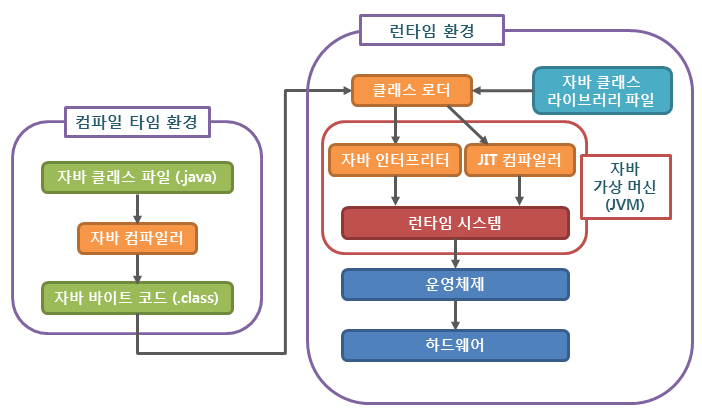 컴파일 타임 환경
자바 클래스 파일 (.java)
자바 컴파일러
자바 바이트 코드 (.class)
런타임 환경
클래스 로더
자바 클래스
라이브러리 파일
자바 인터프리터
JIT 컴파일러
자바
가상 머신
(JVM)
런타임 시스템
운영체제
하드웨어